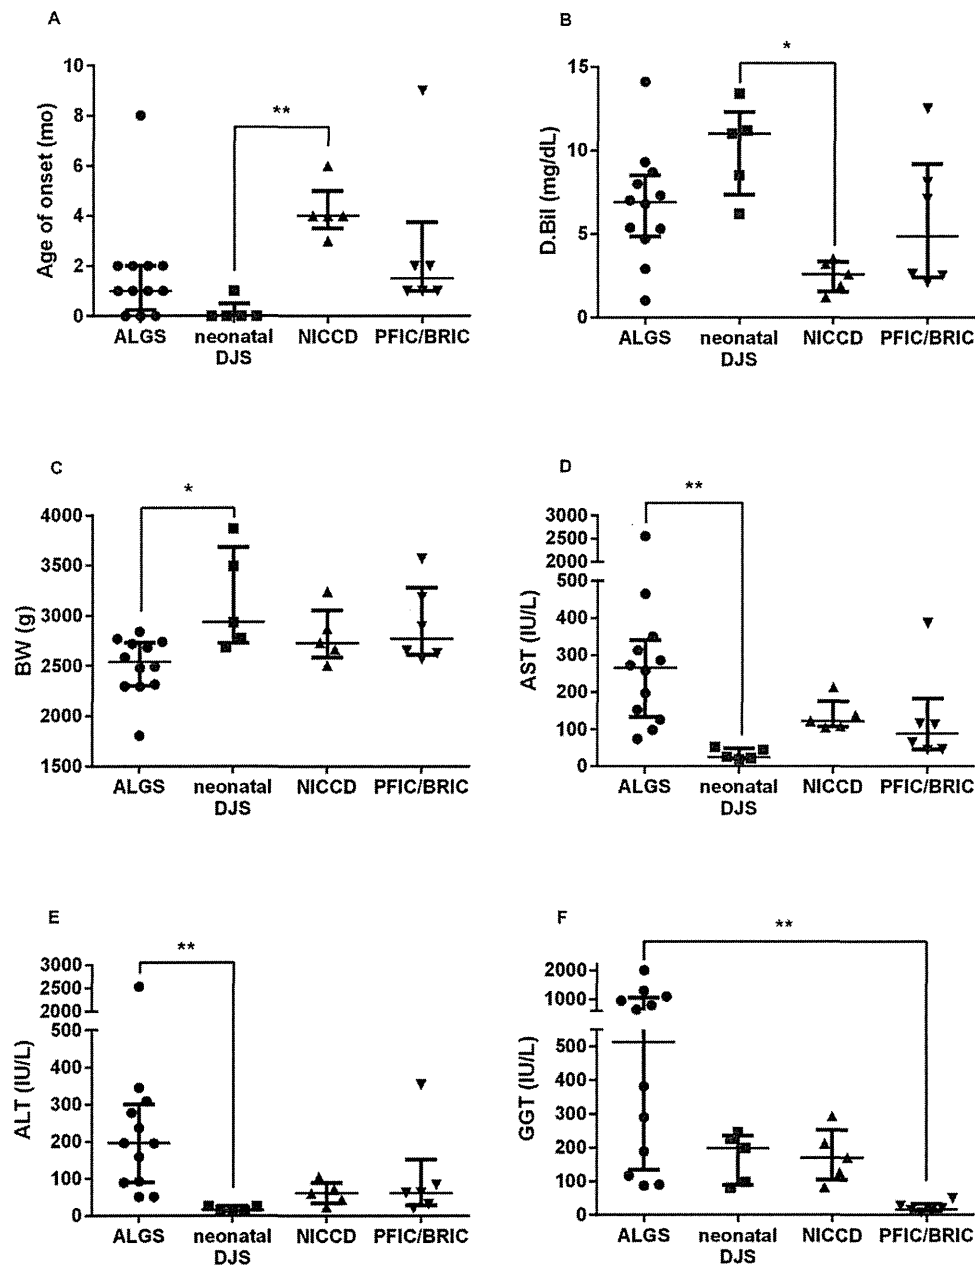 A
Age of onset (mo)
10
8
6
4
2
0
**
ALGS
neonatal
DJS
NICCD
PFIC/BRIC
B
D.Bil (mg/dL)
15
10
5
0
*
ALGS
neonatal
DJS
NICCD
PFIC/BRIC
C
BW (g)
4000
3500
3000
2500
2000
1500
*
ALGS
neonatal
DJS
NICCD
PFIC/BRIC
D
AST (IU/L)
3000
2500
2000
500
400
300
200
100
0
**
ALGS
neonatal
DJS
NICCD
PFIC/BRIC
E
ALT (IU/L)
3000
2500
2000
500
400
300
200
100
0
**
ALGS
neonatal
DJS
NICCD
PFIC/BRIC
F
GGT (IU/L)
2000
1000
500
400
300
200
100
0
**
ALGS
neonatal
DJS
NICCD
PFIC/BRIC